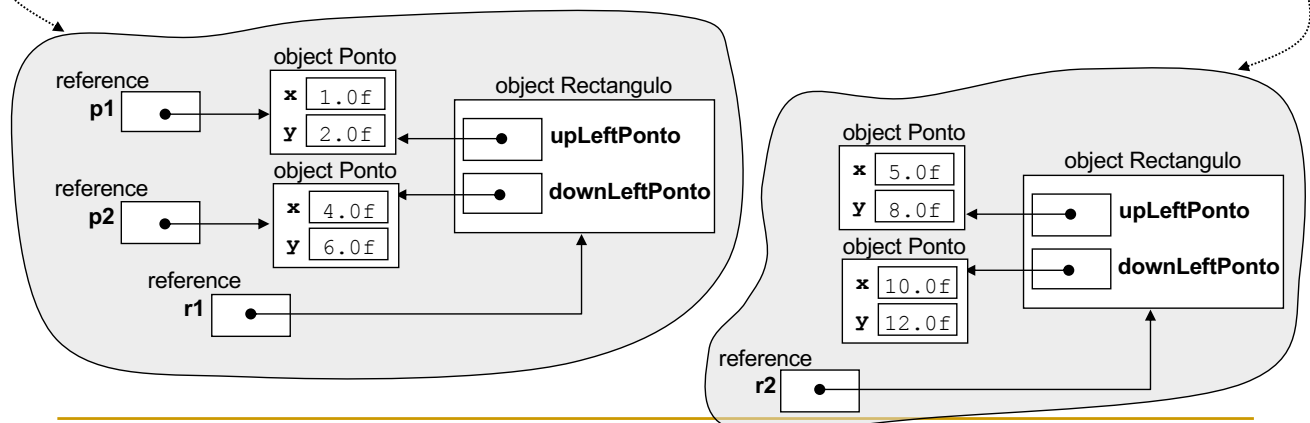 object Ponto
reference
p1
x 1.0f
y 2.0f
object Rectangulo
upLeftPonto
downLeftPonto
object Ponto
reference
p2
x 4.0f
y 6.0f
reference
r1
object Ponto
x 5.0f
y 8.0f
object Rectangulo
upLeftPonto
downLeftPonto
object Ponto
x 10.0f
y 12.0f
reference
r2